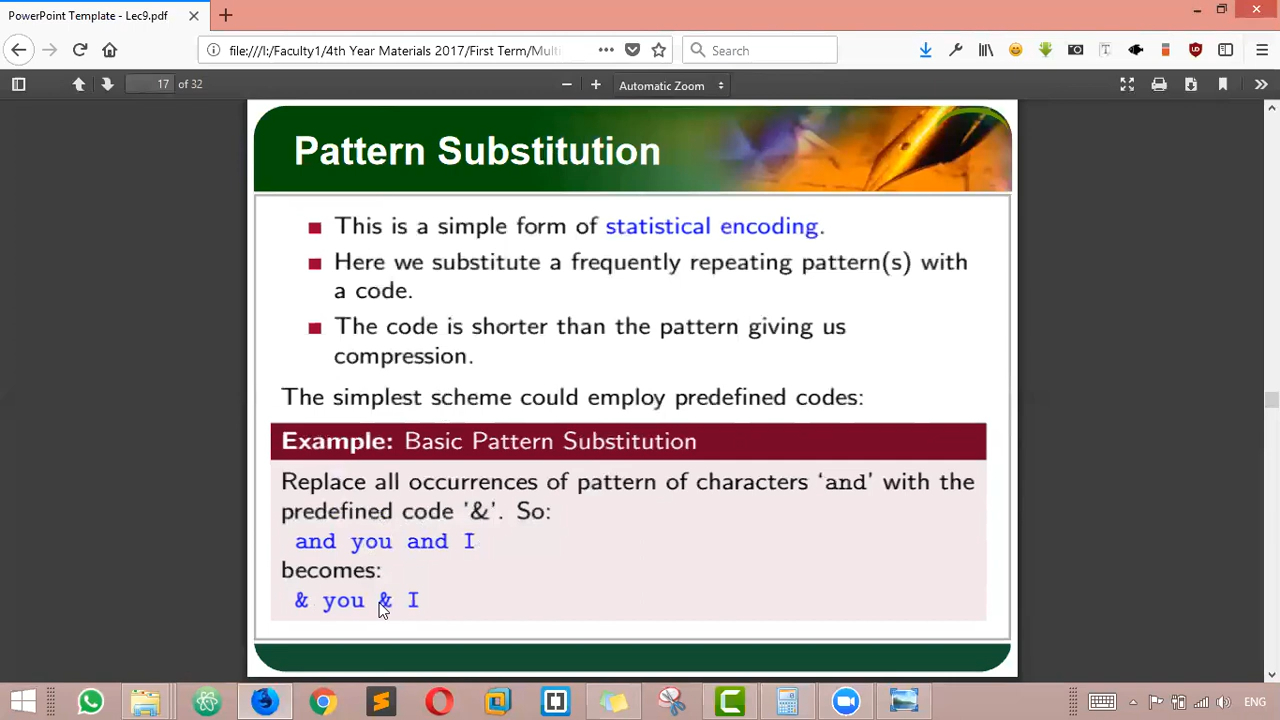 PowerPoint Template - Lec9.pdf
file:///I:/Faculty1/4th Year Materials 2017/First Term/Mult
Search
17 of 32
Automatic Zoom
Pattern Substitution
This is a simple form of statistical encoding.
Here we substitute a frequently repeating pattern(s) with
a code.
The code is shorter than the pattern giving us
compression.
The simplest scheme could employ predefined codes:
Example: Basic Pattern Substitution
Replace all occurrences of pattern of characters ‘and’ with the
predefined code '&’. So:
and you and I
becomes:
& you & I
ENG